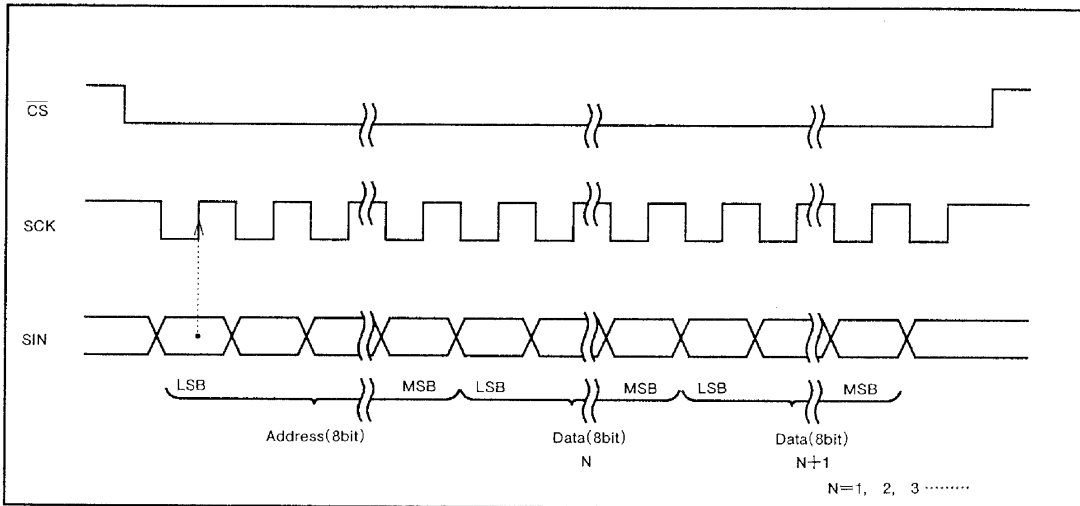 CS
SCK
SIN
LSB MSB LSB MSB LSB MSB
Address(8bit) Data(8bit) Data(8bit)
N N+1
N=1, 2, 3 ·········